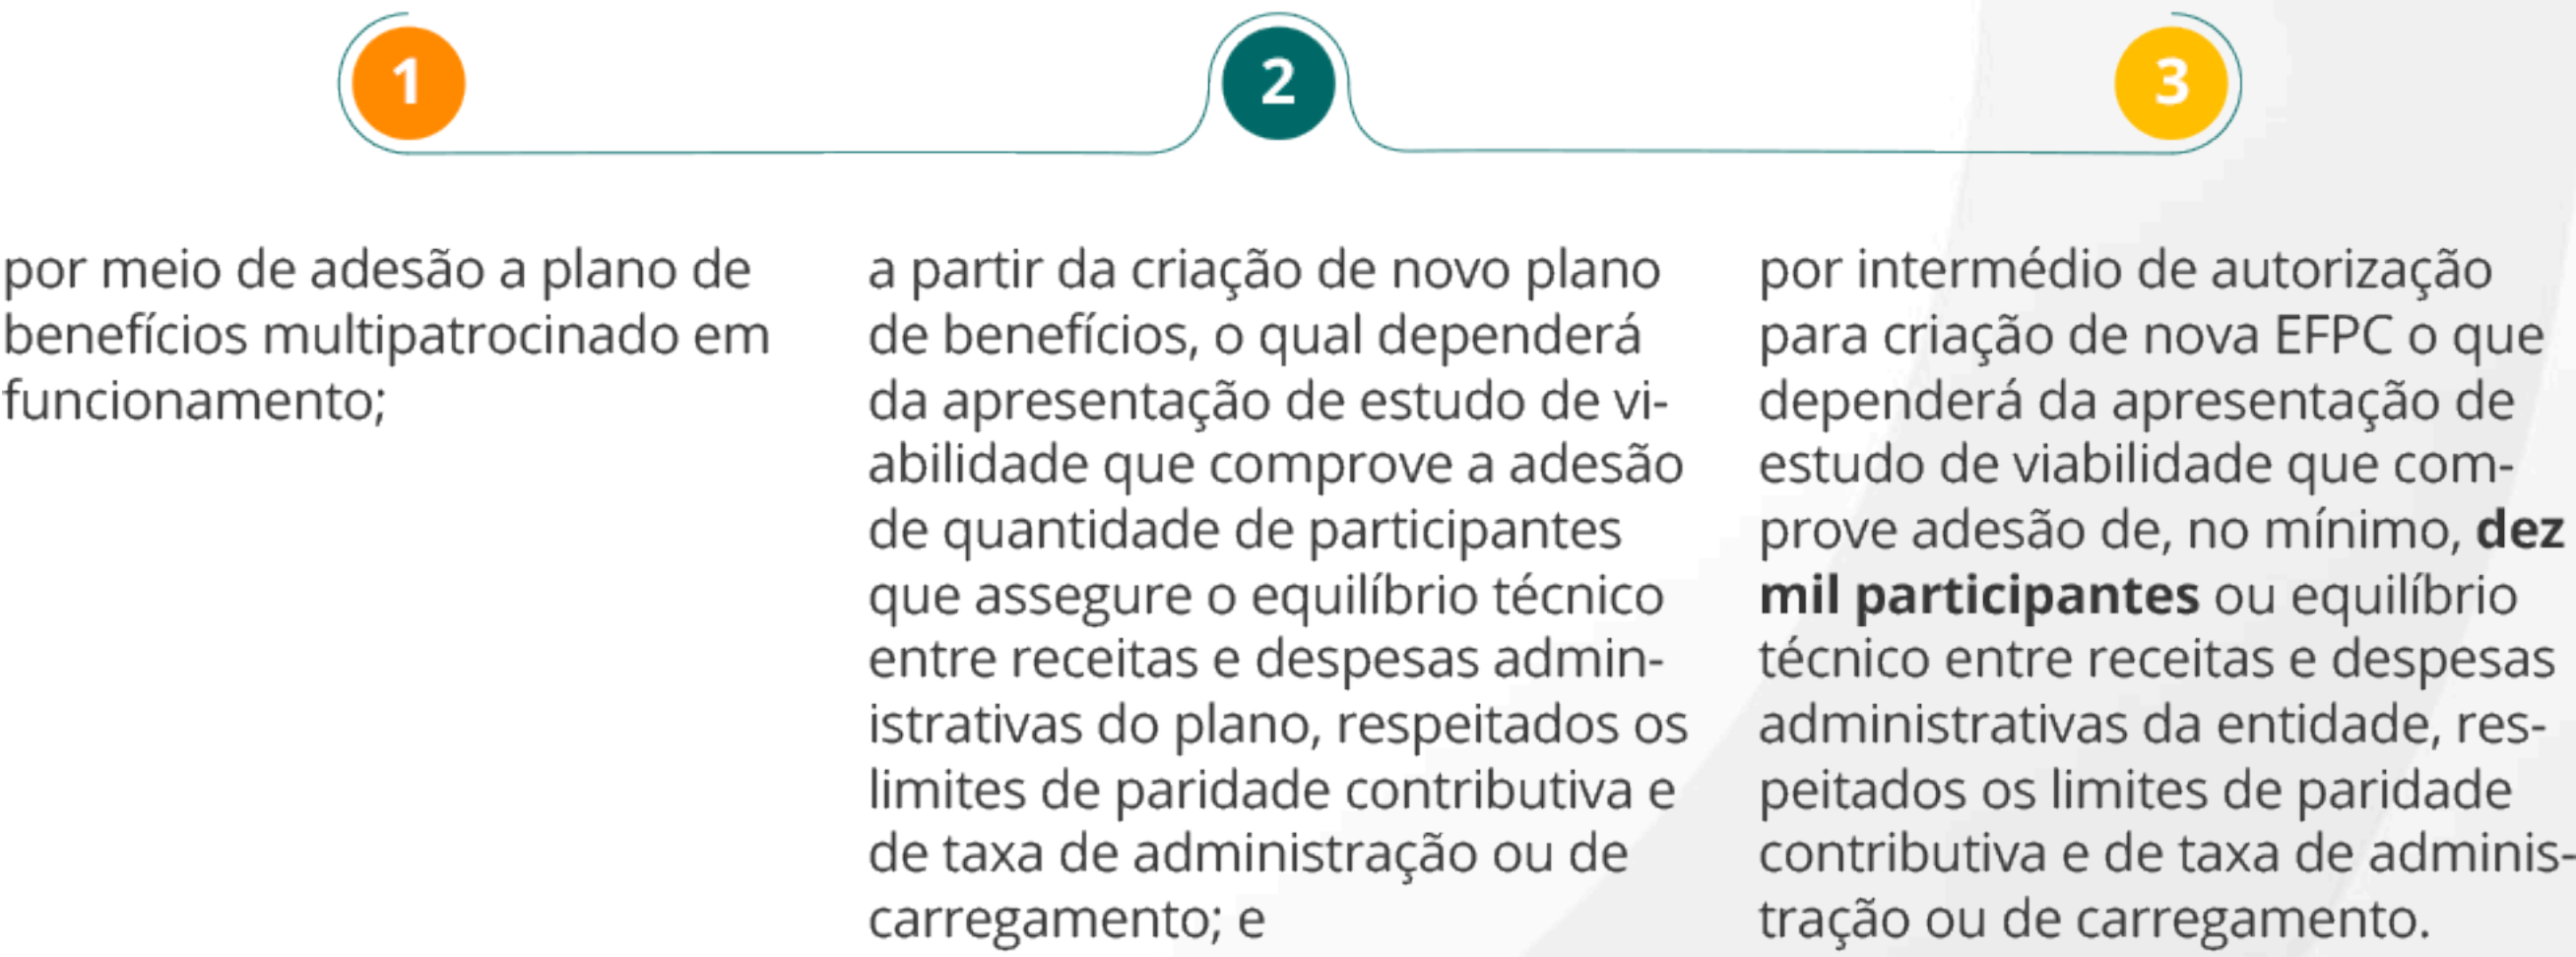 1
2
3
por meio de adesão a plano de
benefícios multipatrocinado em
funcionamento;
a partir da criação de novo plano
de benefícios, o qual dependerá
da apresentação de estudo de vi-
abilidade que comprove a adesão
de quantidade de participantes
que assegure o equilíbrio técnico
entre receitas e despesas admin-
istrativas do plano, respeitados os
limites de paridade contributiva e
de taxa de administração ou de
carregamento; e
por intermédio de autorização
para criação de nova EFPC o que
dependerá da apresentação de
estudo de viabilidade que com-
prove adesão de, no mínimo, dez
mil participantes ou equilíbrio
técnico entre receitas e despesas
administrativas da entidade, res-
peitados os limites de paridade
contributiva e de taxa de adminis-
tração ou de carregamento.